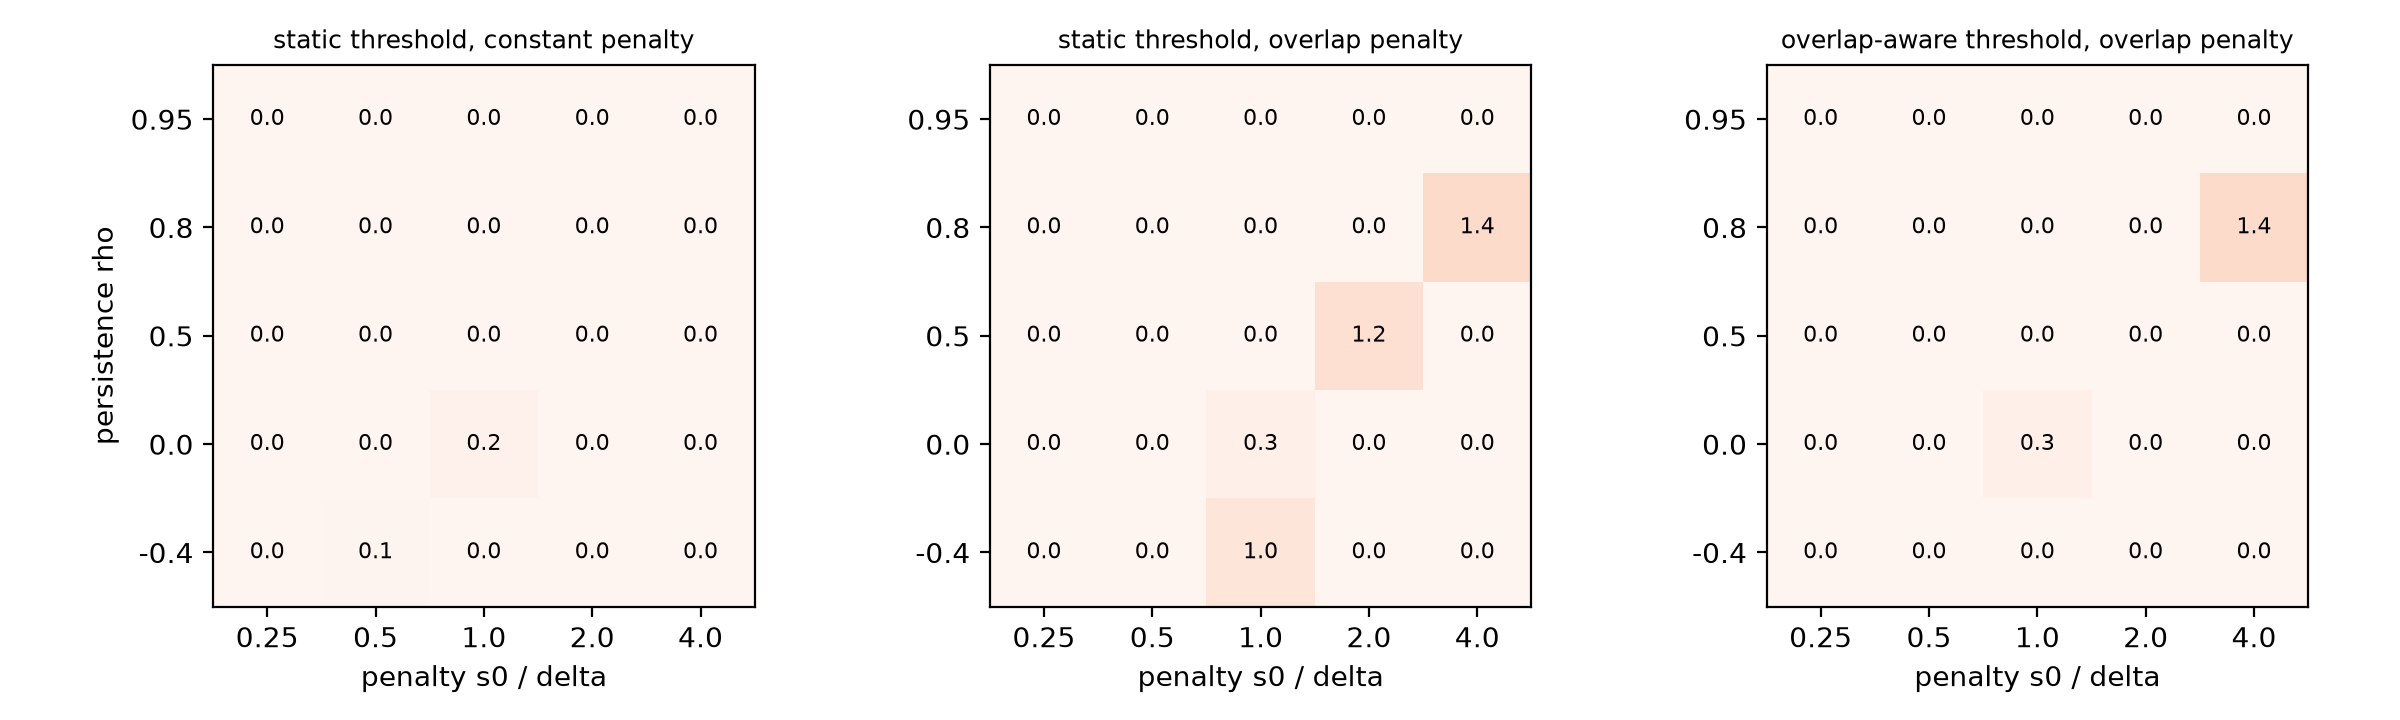 static threshold, constant penalty
persistence rho
0.95 0.0 0.0 0.0 0.0 0.0
0.8 0.0 0.0 0.0 0.0 0.0
0.5 0.0 0.0 0.0 0.0 0.0
0.0 0.0 0.0 0.2 0.0 0.0
-0.4 0.0 0.1 0.0 0.0 0.0
0.25 0.5 1.0 2.0 4.0
penalty s0 / delta
static threshold, overlap penalty
0.95 0.0 0.0 0.0 0.0 0.0
0.8 0.0 0.0 0.0 0.0 1.4
0.5 0.0 0.0 0.0 1.2 0.0
0.0 0.0 0.0 0.3 0.0 0.0
-0.4 0.0 0.0 1.0 0.0 0.0
0.25 0.5 1.0 2.0 4.0
penalty s0 / delta
overlap-aware threshold, overlap penalty
0.95 0.0 0.0 0.0 0.0 0.0
0.8 0.0 0.0 0.0 0.0 1.4
0.5 0.0 0.0 0.0 0.0 0.0
0.0 0.0 0.0 0.3 0.0 0.0
-0.4 0.0 0.0 0.0 0.0 0.0
0.25 0.5 1.0 2.0 4.0
penalty s0 / delta